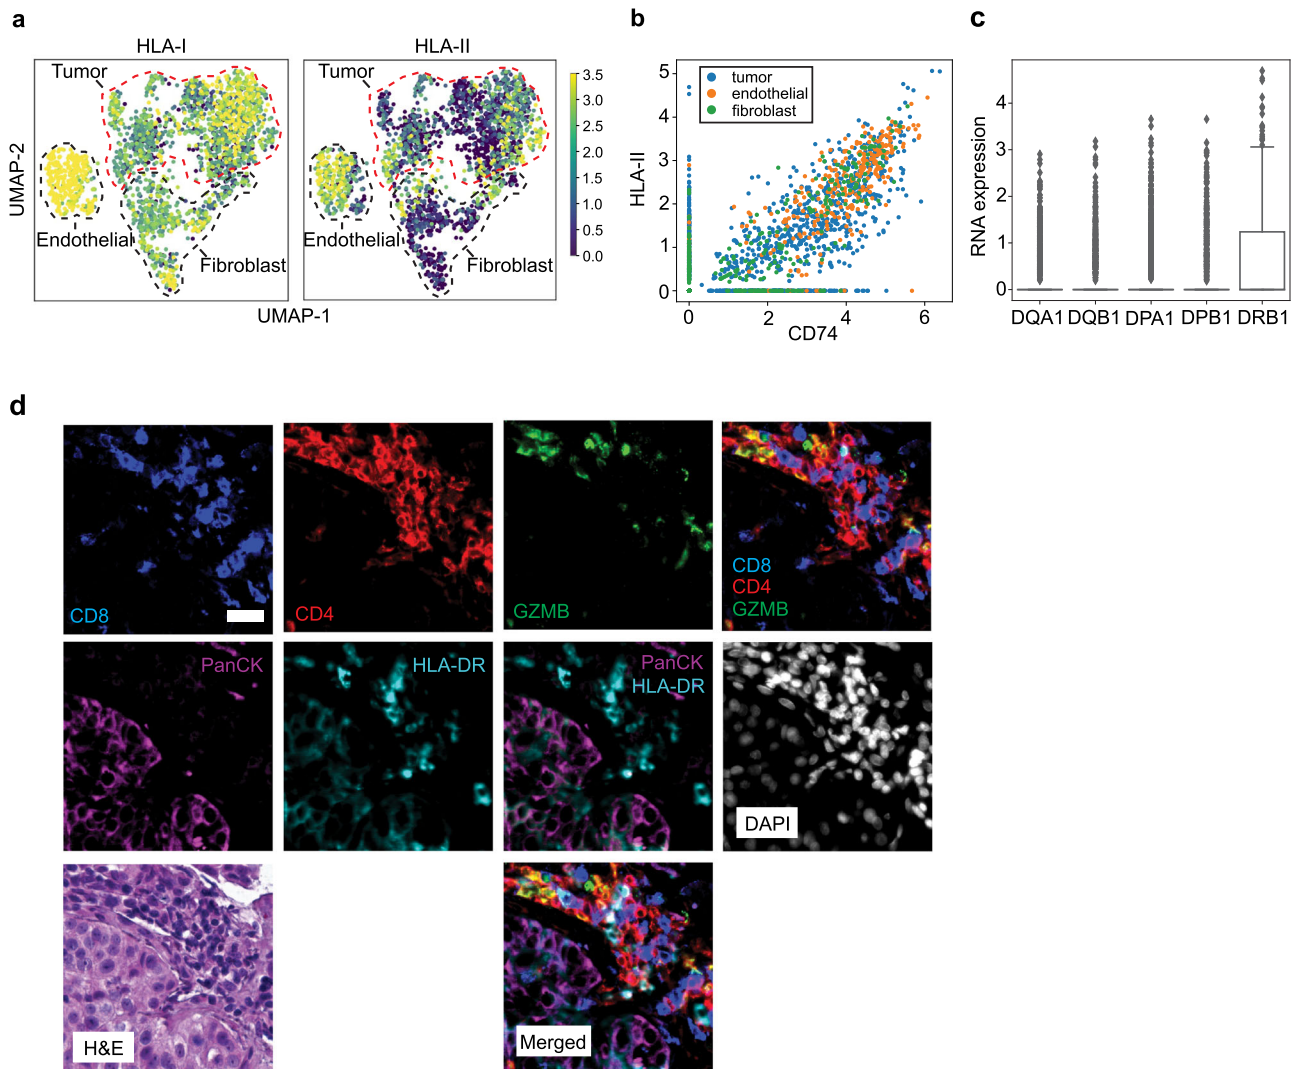 a
HLA-I
HLA-II
Tumor
Tumor
Endothelial
Endothelial
Fibroblast
Fibroblast
UMAP-2
UMAP-1
3.5
3.0
2.5
2.0
1.5
1.0
0.5
0.0
b
tumor
endothelial
fibroblast
HLA-II
5
4
3
2
1
0
0 2 4 6
CD74
c
RNA expression
4
3
2
1
0
DQA1 DQB1 DPA1 DPB1 DRB1
d
CD8
CD4
GZMB
CD8
CD4
GZMB
PanCK
HLA-DR
PanCK
HLA-DR
DAPI
H&E
Merged